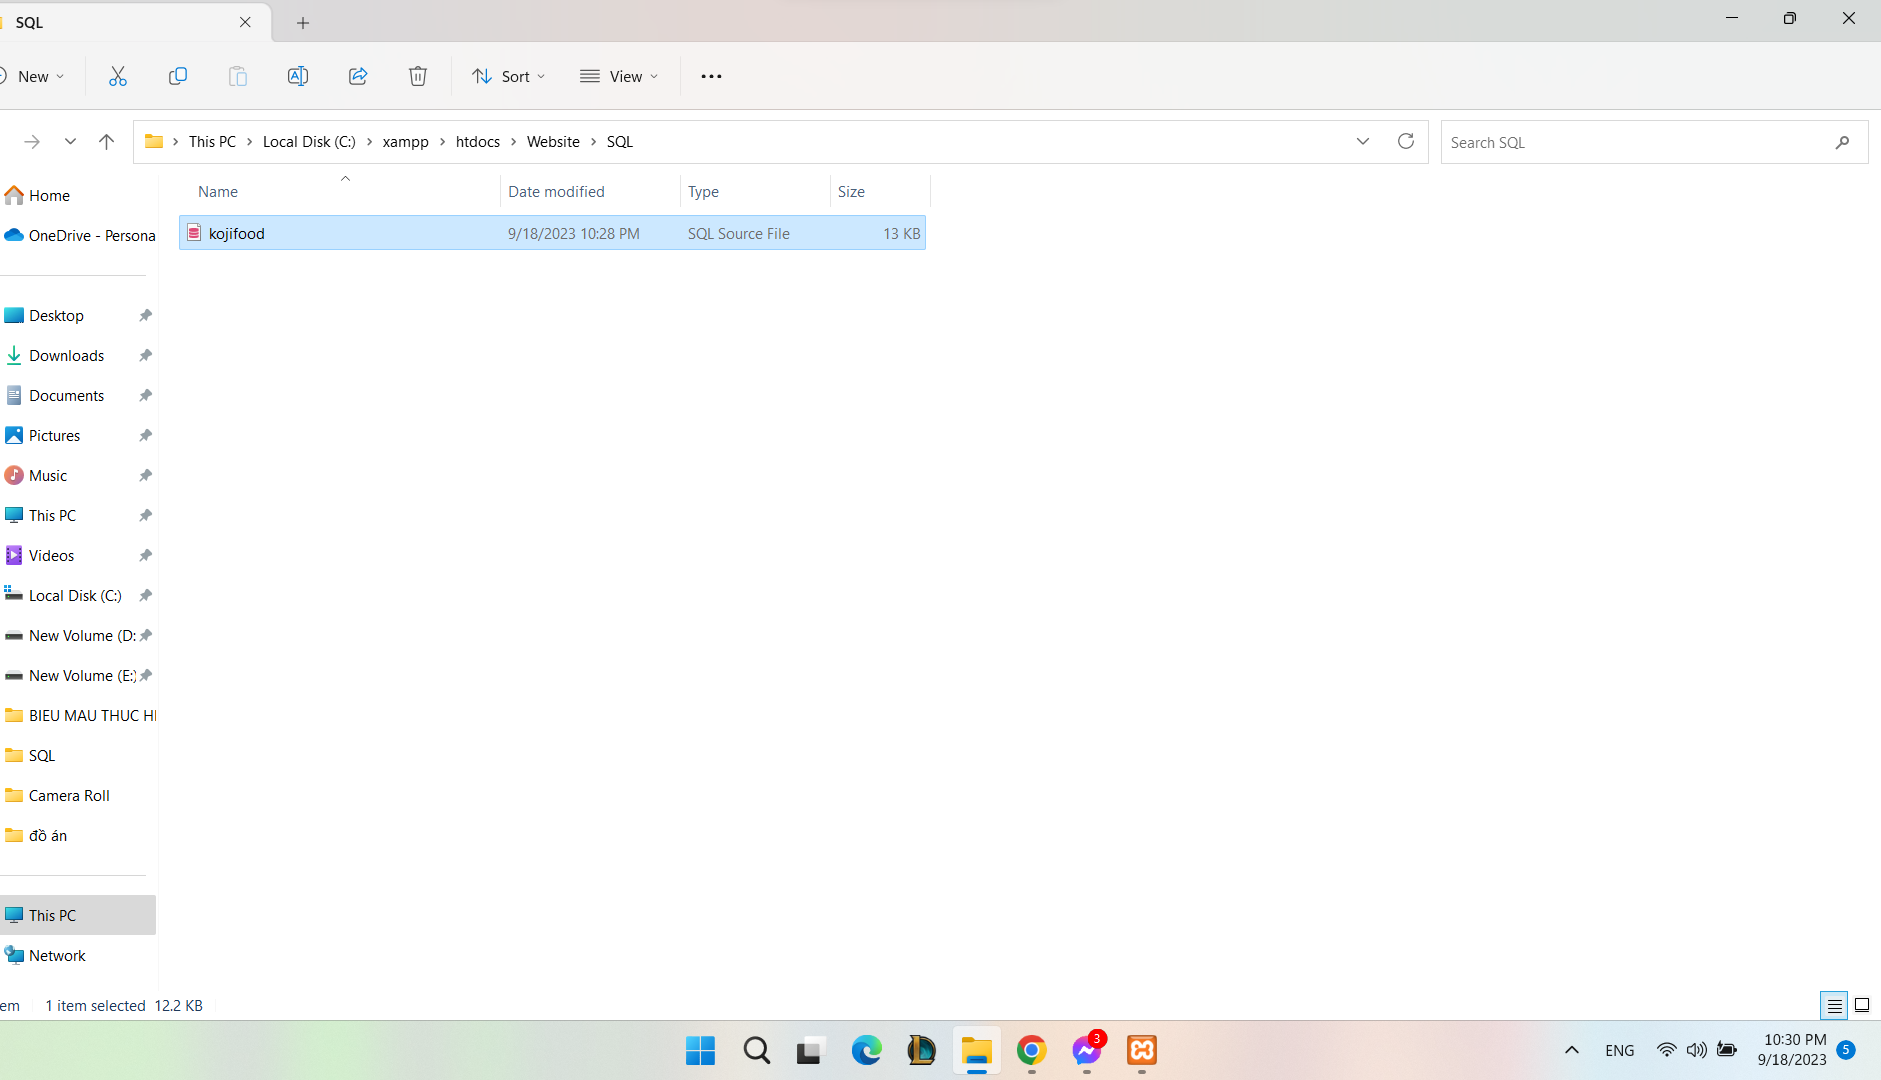 SQL
New
Sort
View
This PC > Local Disk (C:) > xampp > htdocs > Website > SQL
Search SQL
Name Date modified Type Size
kojifood 9/18/2023 10:28 PM SQL Source File 13 KB
Home
OneDrive - Persona
Desktop
Downloads
Documents
Pictures
Music
This PC
Videos
Local Disk (C:)
New Volume (D:
New Volume (E:)
BIEU MAU THUC HI
SQL
Camera Roll
đồ án
This PC
Network
em 1 item selected 12.2 KB
3
ENG
10:30 PM
9/18/2023
5